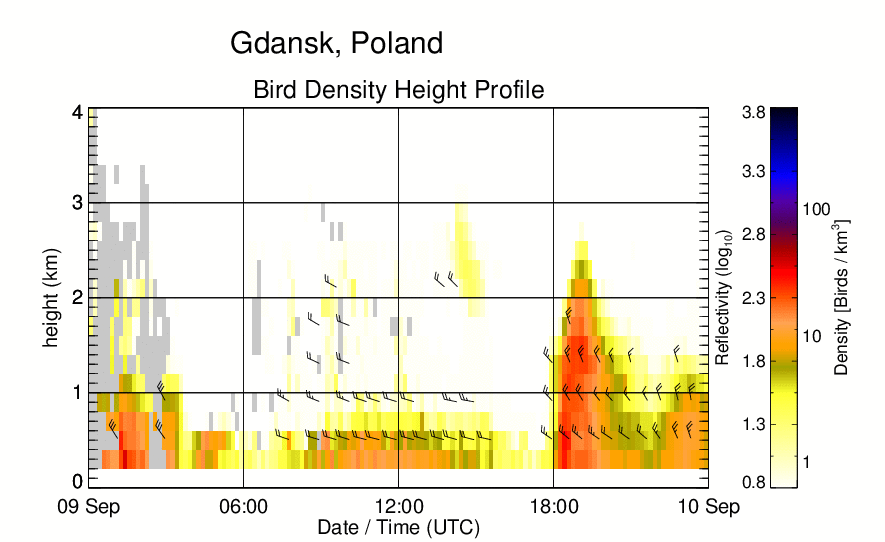 Gdansk, Poland
Bird Density Height Profile
4
3
2
1
0
height (km)
09 Sep
06:00
12:00
18:00
10 Sep
Date / Time (UTC)
3.8
3.3
2.8
2.3
1.8
1.3
0.8
Reflectivity (log10)
100
10
1
Density [Birds / km³]